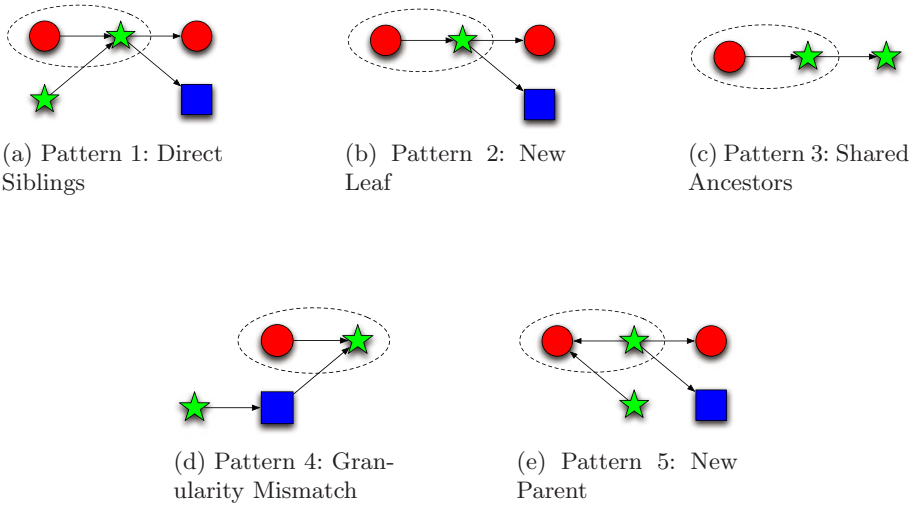 (a) Pattern 1: Direct
Siblings
(b) Pattern 2: New
Leaf
(c) Pattern 3: Shared
Ancestors
(d) Pattern 4: Gran-
ularity Mismatch
(e) Pattern 5: New
Parent